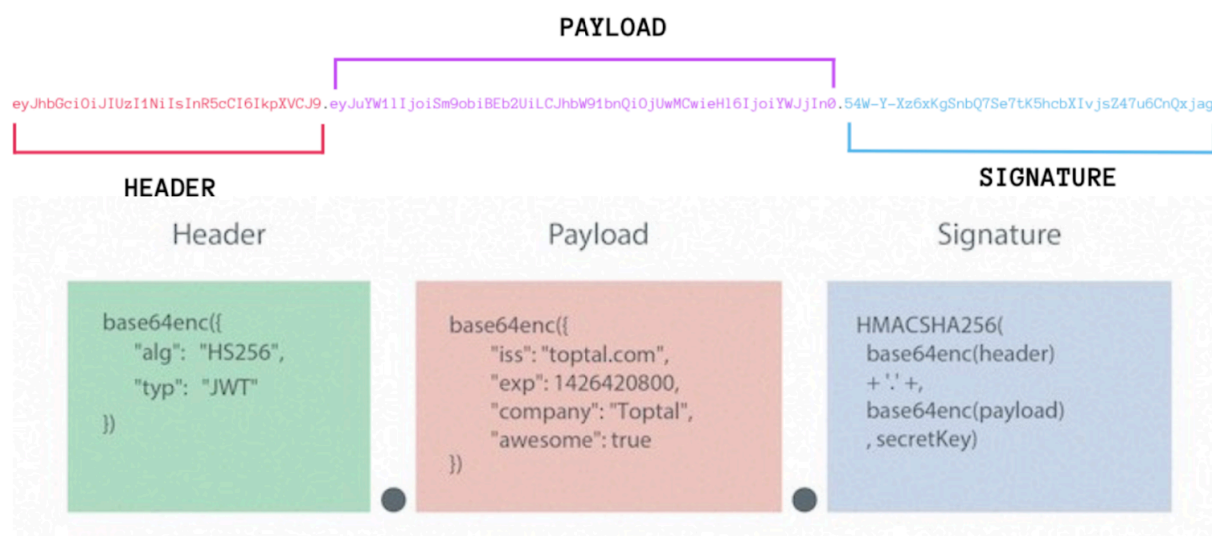 PAYLOAD
eyJhbGciOiJIUzI1NiIsInR5cCI6IkpXVCJ9.eyJuYW1lIjoiSm9obiBEb2UiLCJhbW91bnQiOjUwMCwieHl6IjoiYWJjIn0.54W-Y-Xz6xKgSnbQ7Se7tK5hcbXIvjsZ47u6CnQxjag
HEADER
SIGNATURE
Header
Payload
Signature
base64enc({
"alg": "HS256",
"typ": "JWT"
})
base64enc({
"iss": "toptal.com",
"exp": 1426420800,
"company": "Toptal",
"awesome": true
})
HMACSHA256(
base64enc(header)
+ '.' +,
base64enc(payload)
, secretKey)